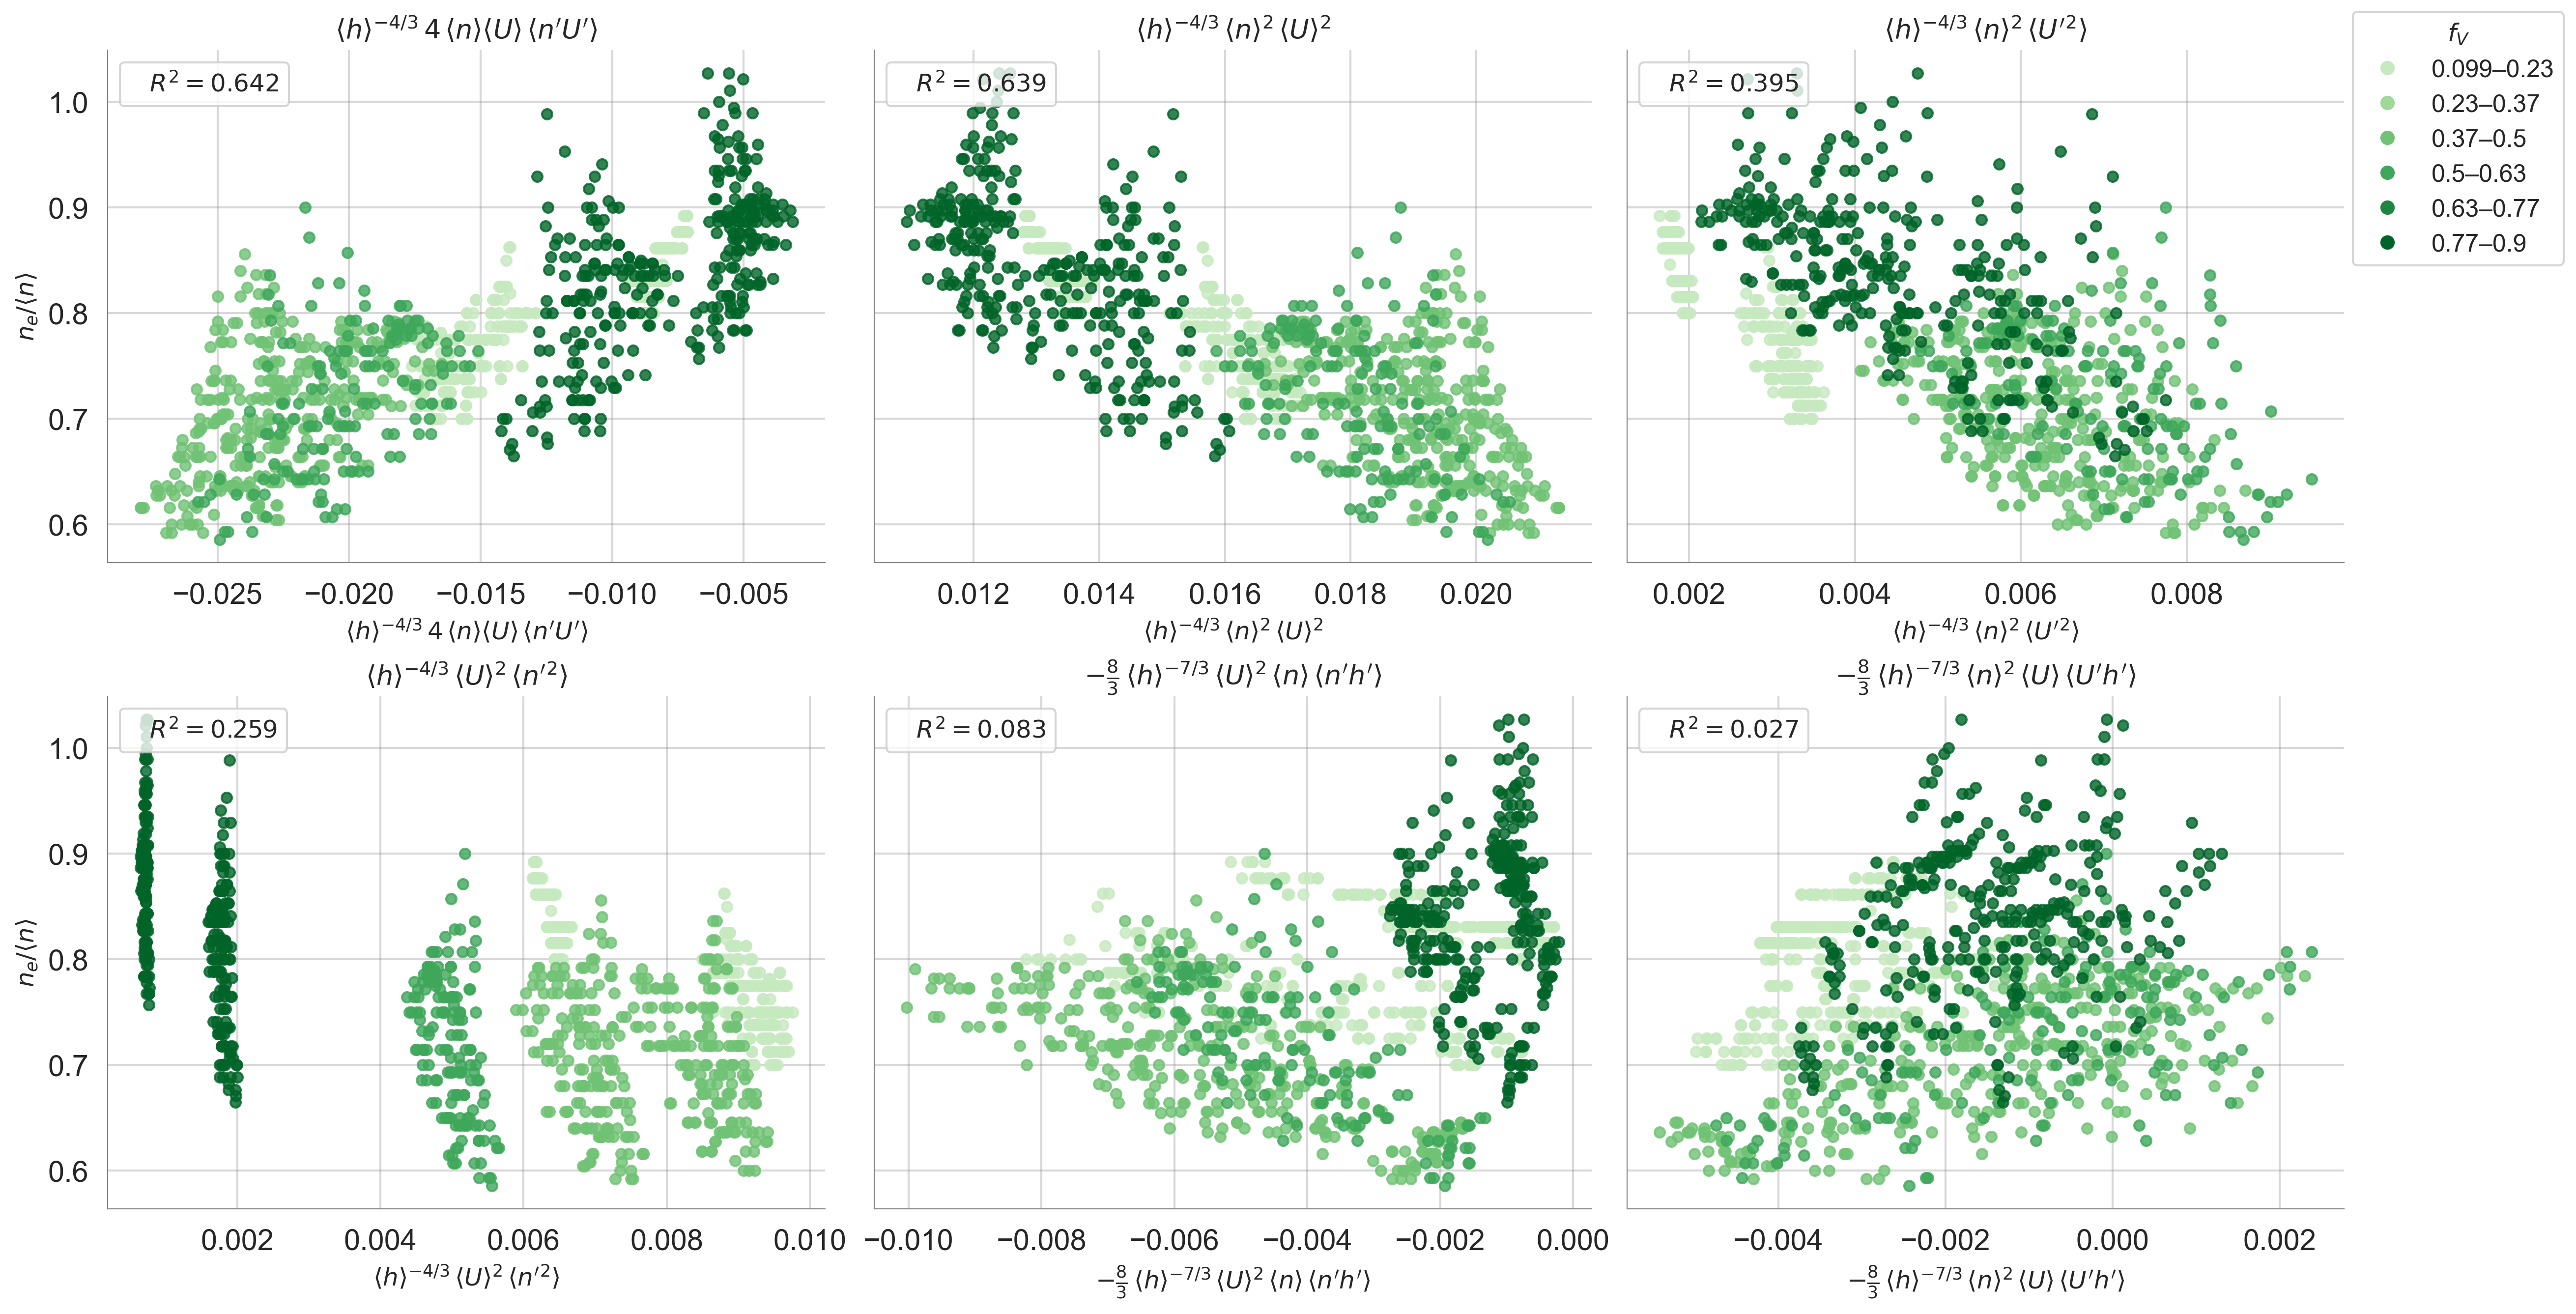 ⟨h⟩^{−4/3} 4 ⟨n⟩⟨U⟩ ⟨n′U′⟩
R² = 0.642
n_e/⟨n⟩
1.0
0.9
0.8
0.7
0.6
−0.025 −0.020 −0.015 −0.010 −0.005
⟨h⟩^{−4/3} 4 ⟨n⟩⟨U⟩ ⟨n′U′⟩
⟨h⟩^{−4/3} ⟨n⟩² ⟨U⟩²
R² = 0.639
0.012 0.014 0.016 0.018 0.020
⟨h⟩^{−4/3} ⟨n⟩² ⟨U⟩²
⟨h⟩^{−4/3} ⟨n⟩² ⟨U′²⟩
R² = 0.395
0.002 0.004 0.006 0.008
⟨h⟩^{−4/3} ⟨n⟩² ⟨U′²⟩
f_V
0.099–0.23
0.23–0.37
0.37–0.5
0.5–0.63
0.63–0.77
0.77–0.9
⟨h⟩^{−4/3} ⟨U⟩² ⟨n′²⟩
R² = 0.259
n_e/⟨n⟩
1.0
0.9
0.8
0.7
0.6
0.002 0.004 0.006 0.008 0.010
⟨h⟩^{−4/3} ⟨U⟩² ⟨n′²⟩
−8/3 ⟨h⟩^{−7/3} ⟨U⟩² ⟨n⟩ ⟨n′h′⟩
R² = 0.083
−0.010 −0.008 −0.006 −0.004 −0.002 0.000
−8/3 ⟨h⟩^{−7/3} ⟨U⟩² ⟨n⟩ ⟨n′h′⟩
−8/3 ⟨h⟩^{−7/3} ⟨n⟩² ⟨U⟩ ⟨U′h′⟩
R² = 0.027
−0.004 −0.002 0.000 0.002
−8/3 ⟨h⟩^{−7/3} ⟨n⟩² ⟨U⟩ ⟨U′h′⟩